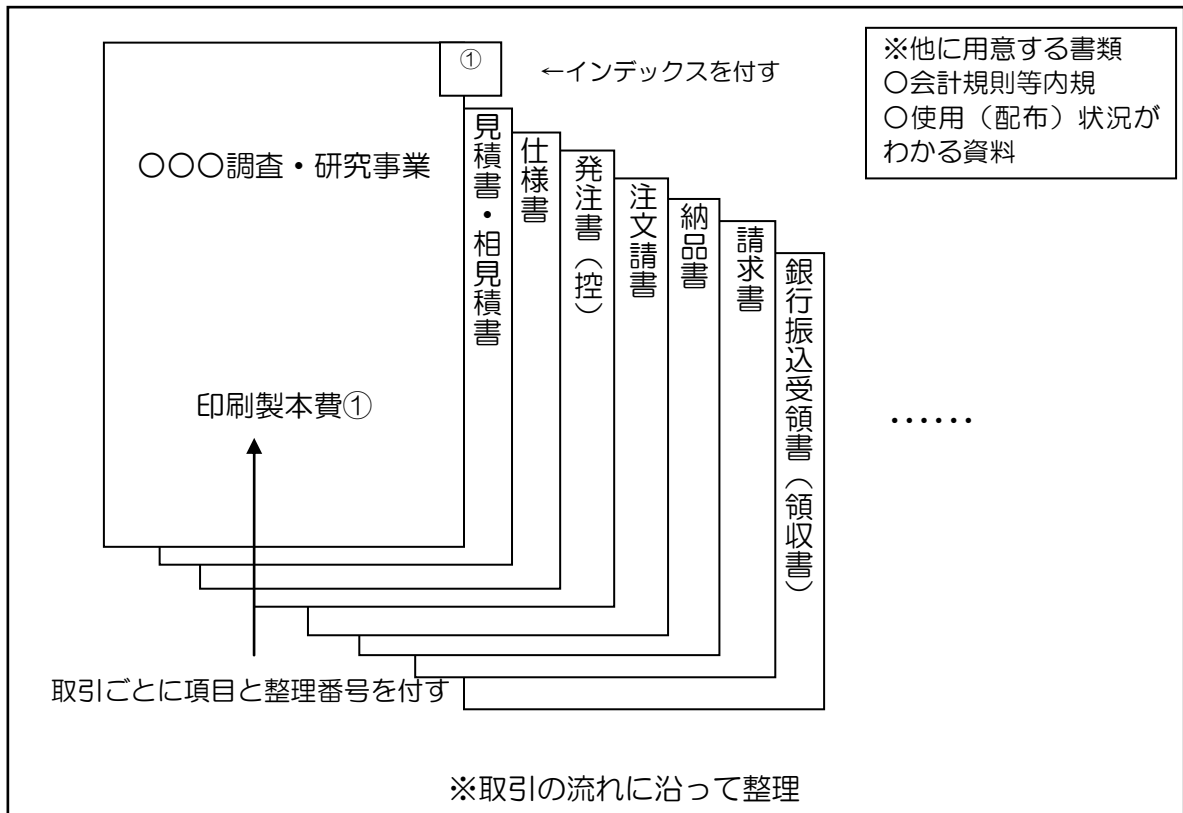 ①
←インデックスを付す
※他に用意する書類
〇会計規則等内規
〇使用（配布）状況が
わかる資料
〇〇〇調査・研究事業
見積書・相見積書
仕様書
発注書（控）
注文請書
納品書
請求書
銀行振込受領書（領収書）
印刷製本費①
……
取引ごとに項目と整理番号を付す
※取引の流れに沿って整理